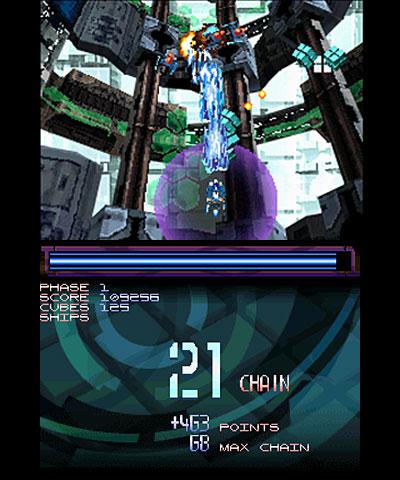 PHASE 1
SCORE 109256
CUBES 125
SHIPS
21 CHAIN
+463 POINTS
68 MAX CHAIN